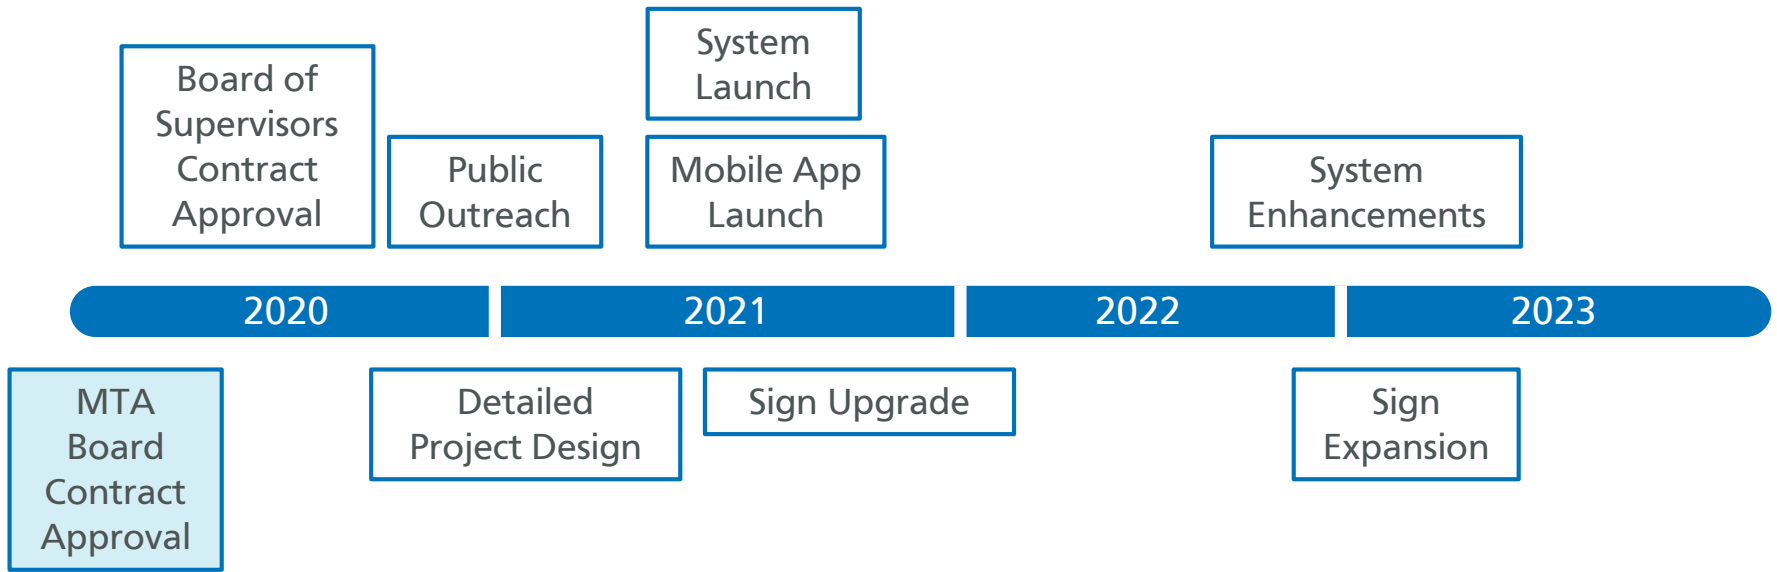 System
Launch
Board of
Supervisors
Contract
Approval
Public
Outreach
Mobile App
Launch
System
Enhancements
2020
2021
2022
2023
MTA
Board
Contract
Approval
Detailed
Project Design
Sign Upgrade
Sign
Expansion